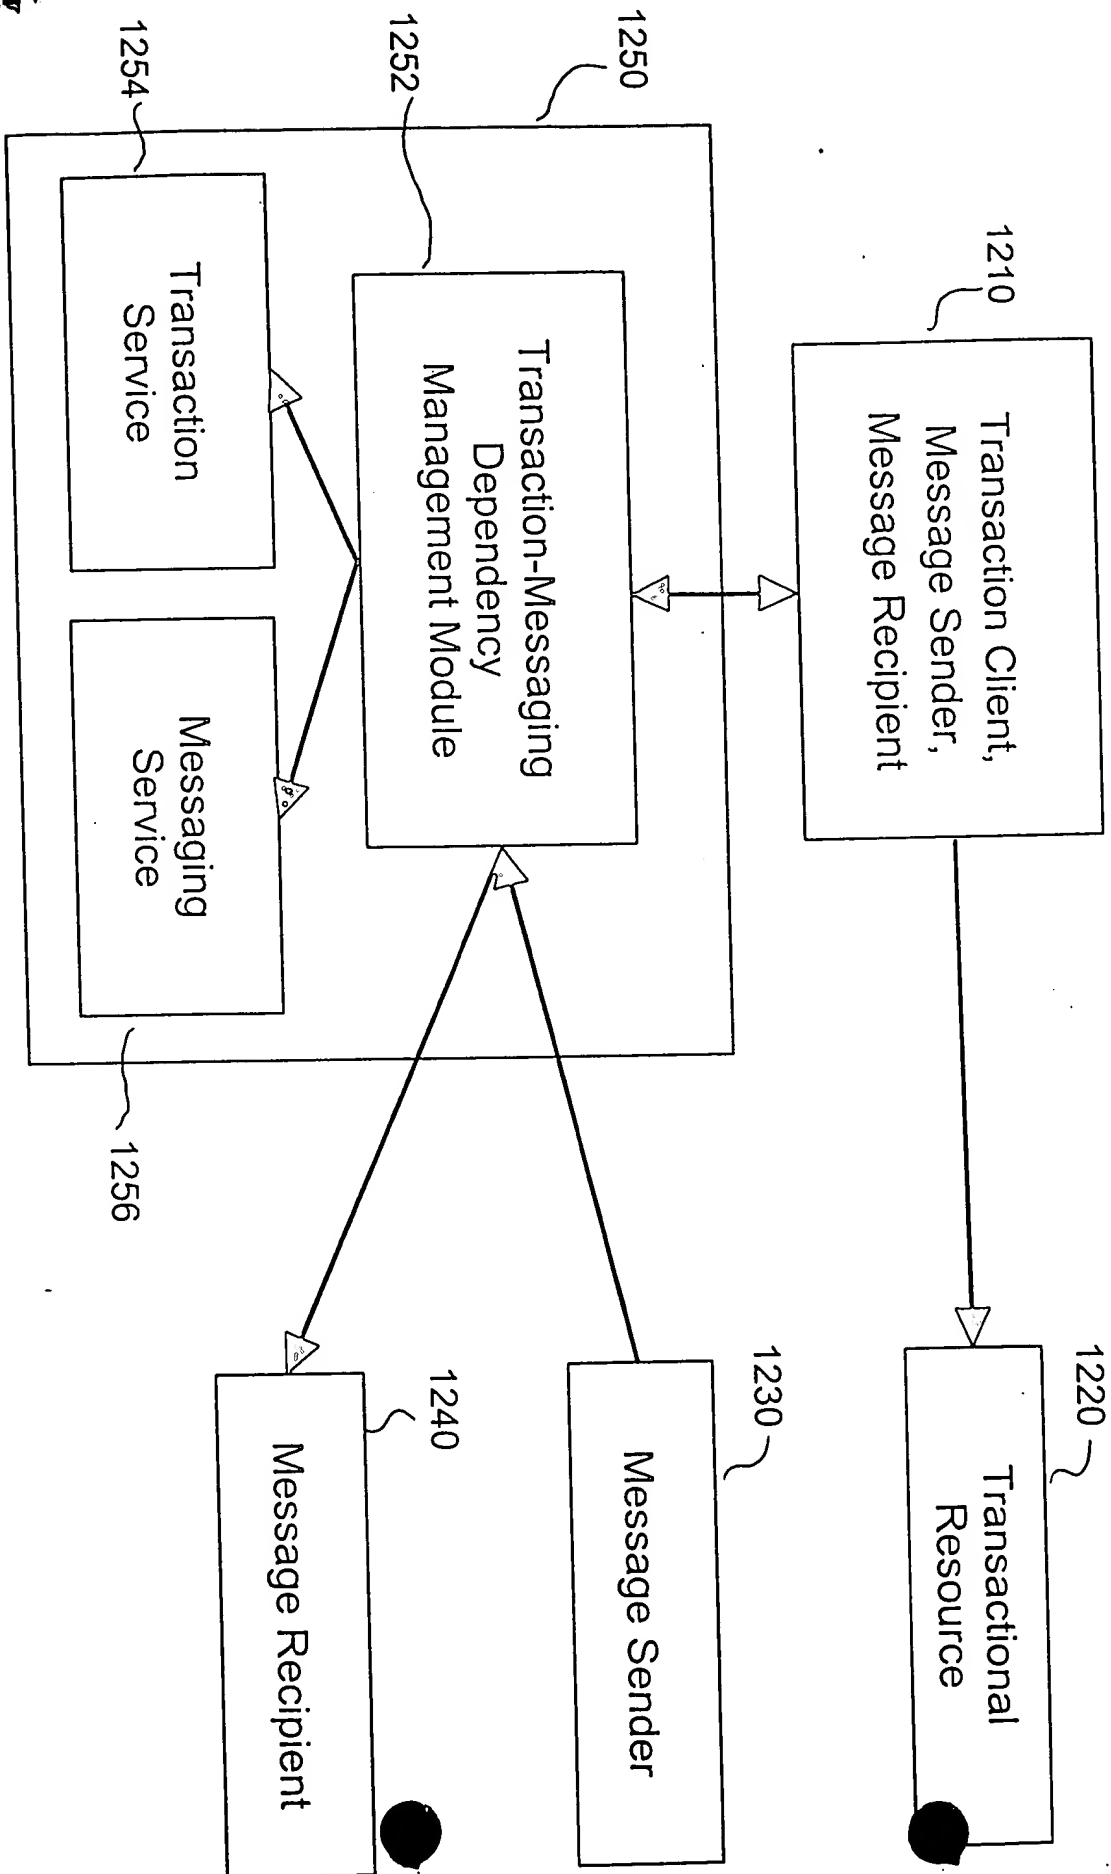 1210
Transaction Client,
Message Sender,
Message Recipient
1220
Transactional
Resource
1250
1252
Transaction-Messaging
Dependency
Management Module
1230
Message Sender
1254
Transaction
Service
Messaging
Service
1256
1240
Message Recipient